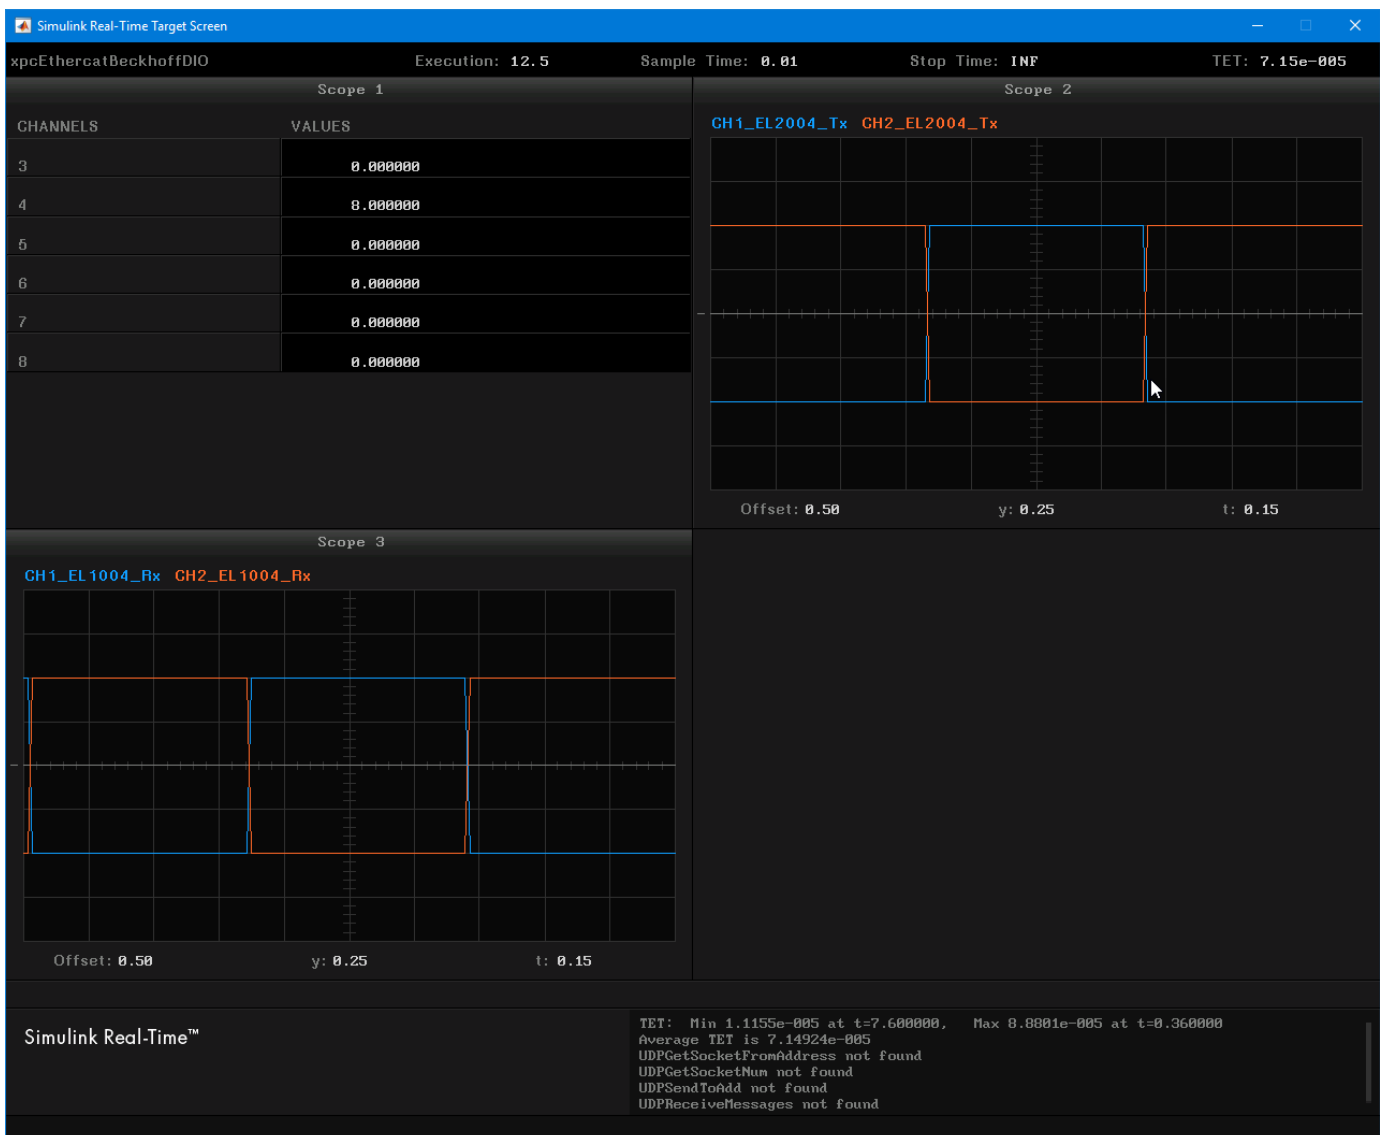 Simulink Real-Time Target Screen
xpcEthercatBeckhoffDIO Execution: 12.5 Sample Time: 0.01 Stop Time: INF TET: 7.15e-005
Scope 1
CHANNELS VALUES
3 0.000000
4 8.000000
5 0.000000
6 0.000000
7 0.000000
8 0.000000
Scope 2
CH1_EL2004_Tx CH2_EL2004_Tx
Offset: 0.50 y: 0.25 t: 0.15
Scope 3
CH1_EL1004_Rx CH2_EL1004_Rx
Offset: 0.50 y: 0.25 t: 0.15
Simulink Real-Time™
TET: Min 1.1155e-005 at t=7.600000, Max 8.8801e-005 at t=0.360000
Average TET is 7.14924e-005
UDPGetSocketFromAddress not found
UDPGetSocketNum not found
UDPSendToAdd not found
UDPReceiveMessages not found